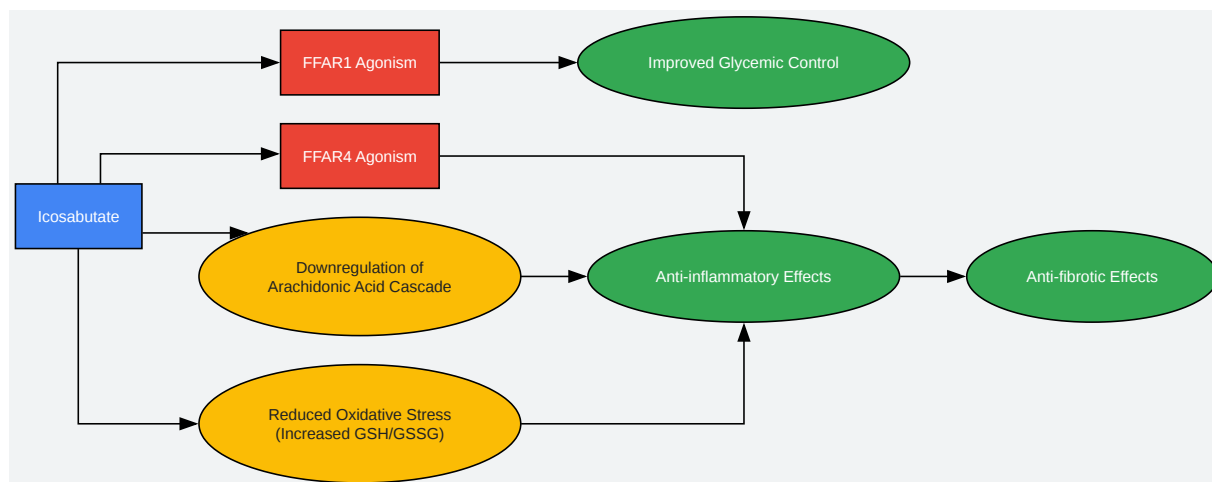 FFAR1 Agonism
Improved Glycemic Control
FFAR4 Agonism
Icosabutate
Downregulation of
Arachidonic Acid Cascade
Anti-inflammatory Effects
Anti-fibrotic Effects
Reduced Oxidative Stress
(Increased GSH/GSSG)